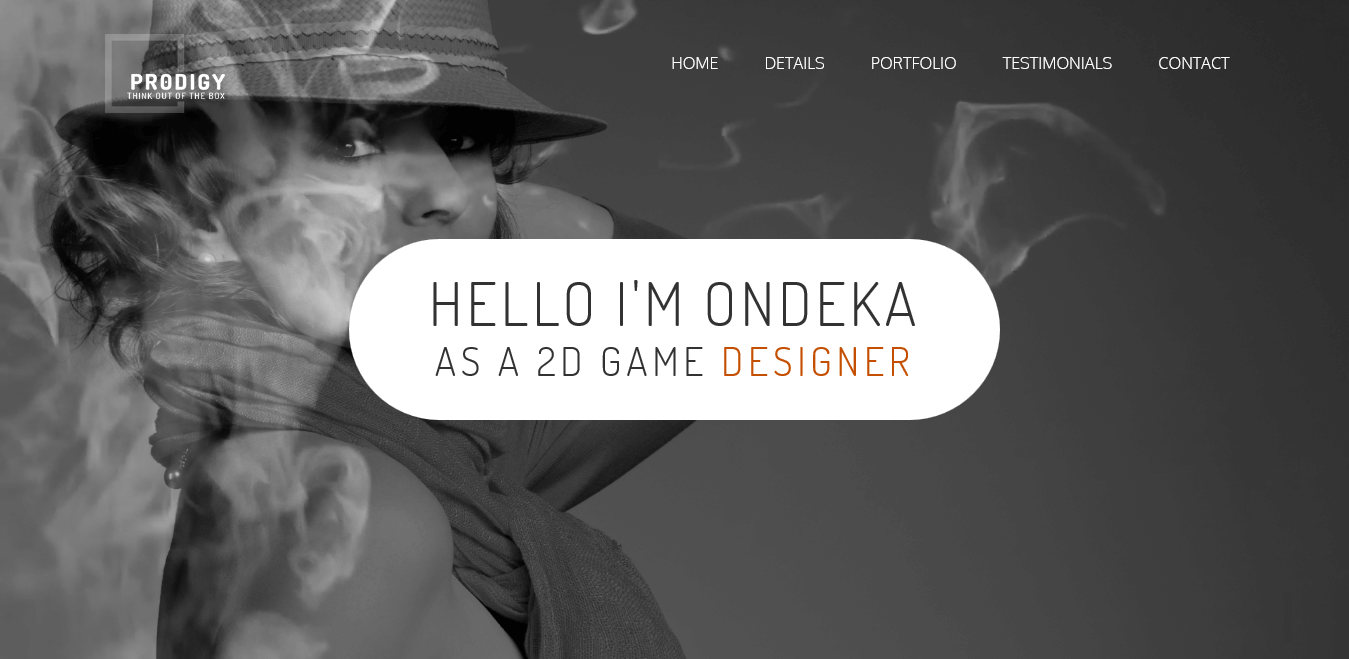 PRODIGY
THINK OUT OF THE BOX
HOME DETAILS PORTFOLIO TESTIMONIALS CONTACT
HELLO I'M ONDEKA
AS A 2D GAME DESIGNER